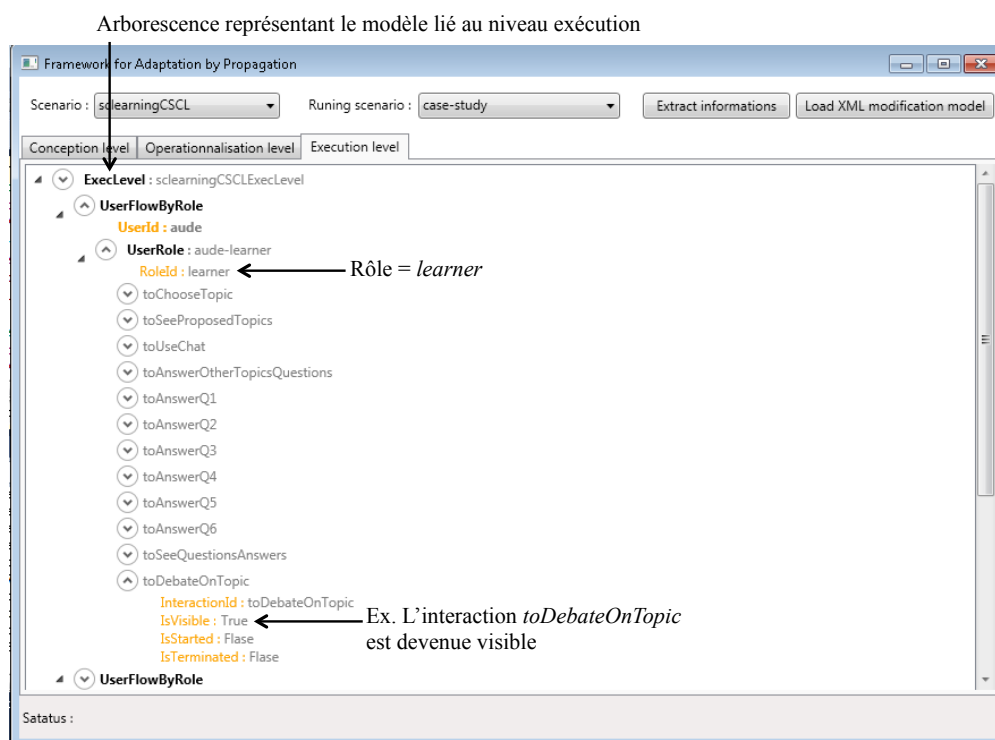 Arborescence représentant le modèle lié au niveau exécution
Framework for Adaptation by Propagation
Scenario : sclearningCSCL Runing scenario : case-study Extract informations Load XML modification model
Conception level Operationnalisation level Execution level
ExecLevel : sclearningCSCLExecLevel
UserFlowByRole
UserId : aude
UserRole : aude-learner
RoleId : learner Rôle = learner
toChooseTopic
toSeeProposedTopics
toUseChat
toAnswerOtherTopicsQuestions
toAnswerQ1
toAnswerQ2
toAnswerQ3
toAnswerQ4
toAnswerQ5
toAnswerQ6
toSeeQuestionsAnswers
toDebateOnTopic
InteractionId : toDebateOnTopic
IsVisible : True Ex. L'interaction toDebateOnTopic
IsStarted : Flase est devenue visible
IsTerminated : Flase
UserFlowByRole
Satatus :